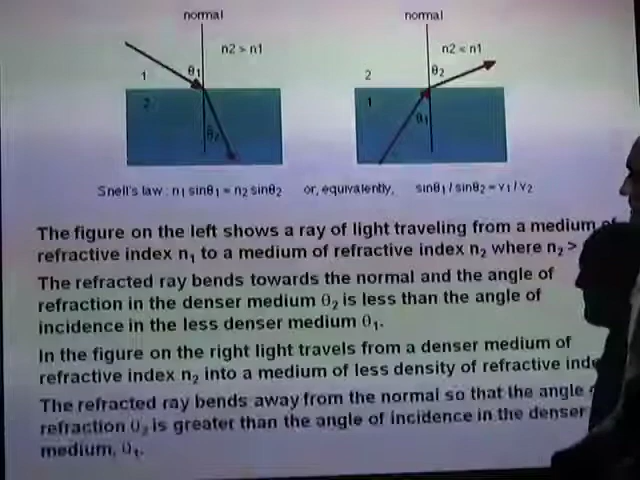 normal normal
n2 > n1 n2 < n1
1 θ1 2 θ2
2 1
θ2 θ1
Snell's law : n1 sinθ1 = n2 sinθ2 or, equivalently, sinθ1 / sinθ2 = v1 / v2
The figure on the left shows a ray of light traveling from a medium of
refractive index n1 to a medium of refractive index n2 where n2 >
The refracted ray bends towards the normal and the angle of
refraction in the denser medium θ2 is less than the angle of
incidence in the less denser medium θ1.
In the figure on the right light travels from a denser medium of
refractive index n2 into a medium of less density of refractive
The refracted ray bends away from the normal so that the angle
refraction θ2 is greater than the angle of incidence in the denser
medium, θ1.